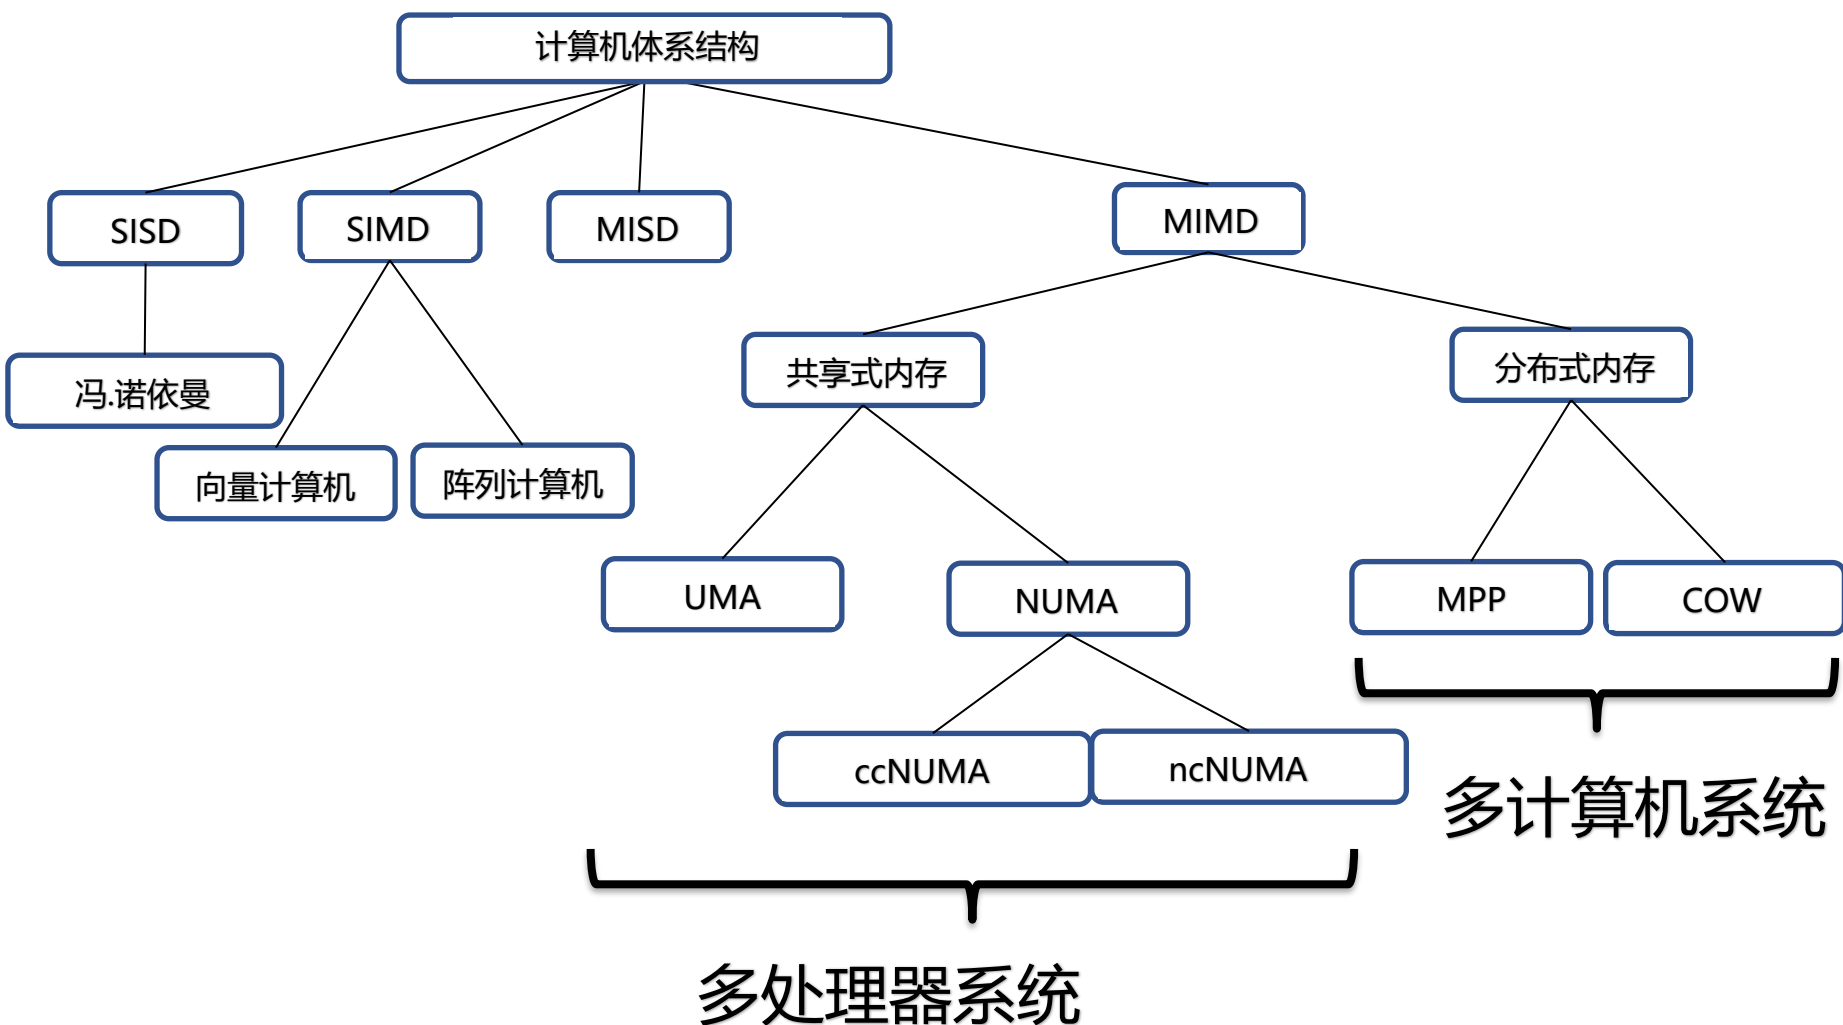 计算机体系结构
SISD
SIMD
MISD
MIMD
共享式内存
分布式内存
冯.诺依曼
向量计算机
阵列计算机
UMA
NUMA
MPP
COW
ccNUMA
ncNUMA
多计算机系统
多处理器系统